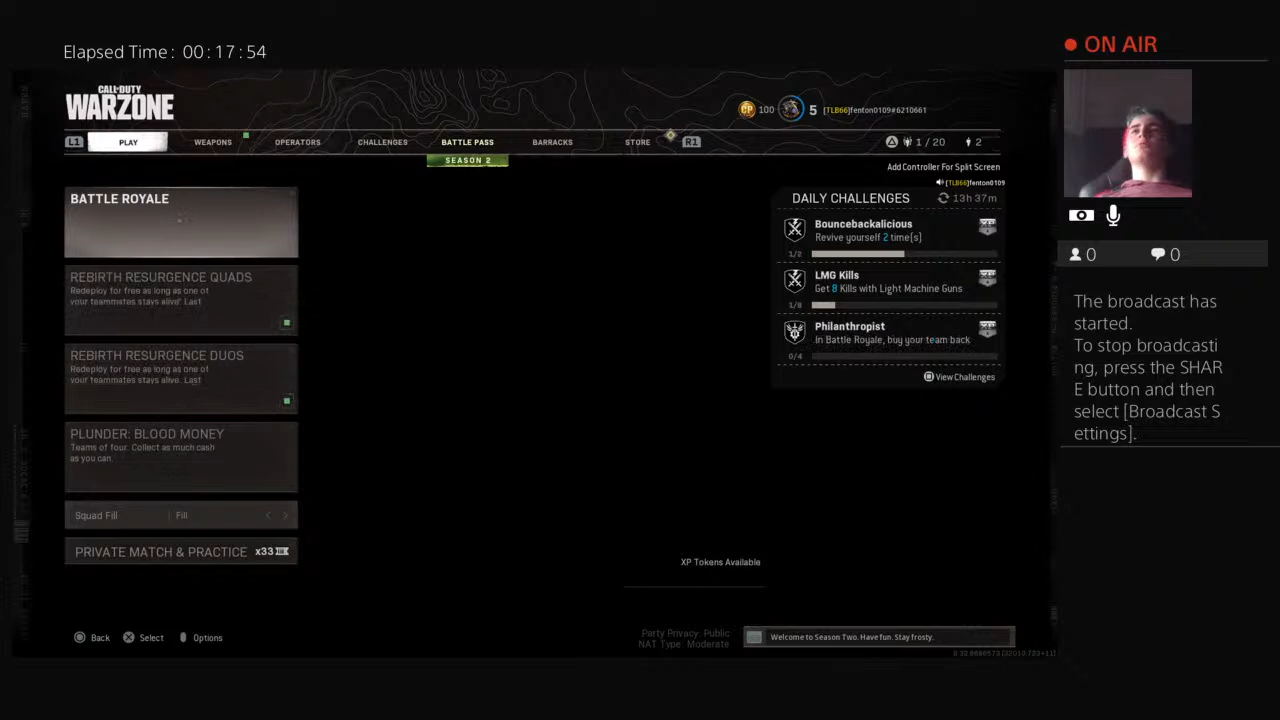 Elapsed Time: 00:17:54
ON AIR
CALL OF DUTY
WARZONE
CP 100 5 [TLB66]fenton0109#6210661
L1 PLAY WEAPONS OPERATORS CHALLENGES BATTLE PASS BARRACKS STORE R1 1 / 20 2
SEASON 2
Add Controller For Split Screen
[TLB66]fenton0109
BATTLE ROYALE
DAILY CHALLENGES 13h 37m
Bouncebackalicious
Revive yourself 2 time(s)
1/2
LMG Kills
Get 8 Kills with Light Machine Guns
1/8
Philanthropist
In Battle Royale, buy your team back
0/4
View Challenges
REBIRTH RESURGENCE QUADS
Redeploy for free as long as one of
your teammates stays alive. Last
REBIRTH RESURGENCE DUOS
Redeploy for free as long as one of
your teammates stays alive. Last
PLUNDER: BLOOD MONEY
Teams of four. Collect as much cash
as you can.
Squad Fill Fill
PRIVATE MATCH & PRACTICE x33
XP Tokens Available
Back Select Options
Party Privacy: Public
NAT Type: Moderate
Welcome to Season Two. Have fun. Stay frosty.
0 0
The broadcast has
started.
To stop broadcasti
ng, press the SHAR
E button and then
select [Broadcast S
ettings].